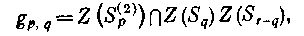 g_{p, q} = Z(S_p^{(2)}) ∩ Z(S_q) Z(S_{r-q}),